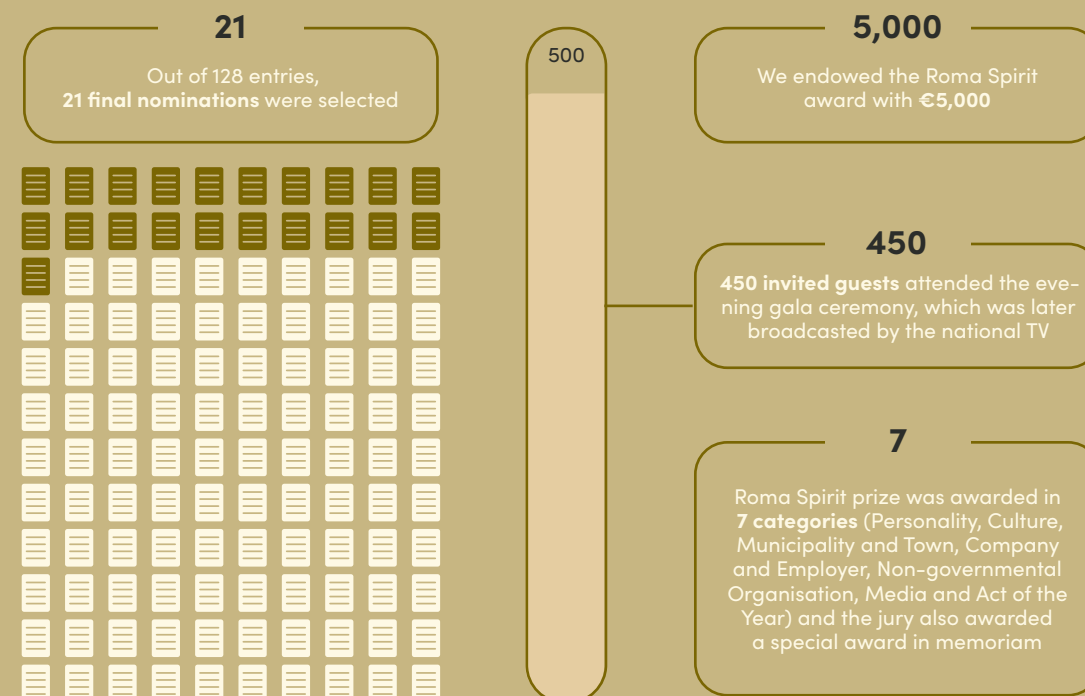 21
Out of 128 entries,
21 final nominations were selected
500
5,000
We endowed the Roma Spirit
award with €5,000
450
450 invited guests attended the eve-
ning gala ceremony, which was later
broadcasted by the national TV
7
Roma Spirit prize was awarded in
7 categories (Personality, Culture,
Municipality and Town, Company
and Employer, Non-governmental
Organisation, Media and Act of the
Year) and the jury also awarded
a special award in memoriam